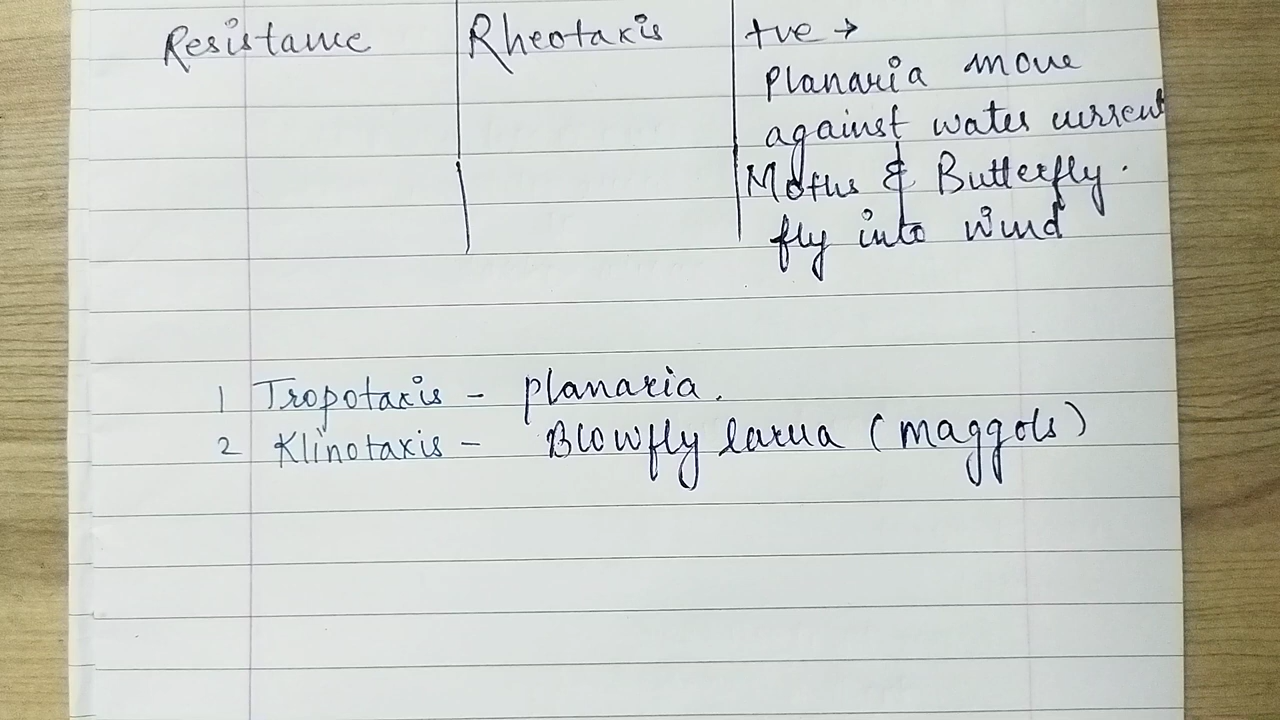 Resistance Rheotaxis +ve →
Planaria move
against water current
Moths & Butterfly.
fly into wind
1 Tropotaxis - planaria.
2 Klinotaxis - Blowfly larva (maggots)